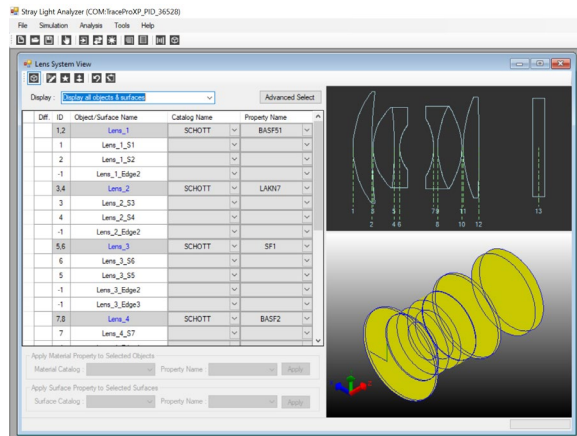 Stray Light Analyzer (COM:TraceProXP_PID_36528)
File Simulation Analysis Tools Help
Lens System View
Display : Display all objects & surfaces Advanced Select
Diff. ID Object/Surface Name Catalog Name Property Name
1,2 Lens_1 SCHOTT BASF51
1 Lens_1_S1
2 Lens_1_S2
-1 Lens_1_Edge2
3,4 Lens_2 SCHOTT LAKN7
3 Lens_2_S3
4 Lens_2_S4
-1 Lens_2_Edge2
5,6 Lens_3 SCHOTT SF1
6 Lens_3_S6
5 Lens_3_S5
-1 Lens_3_Edge2
-1 Lens_3_Edge3
7,8 Lens_4 SCHOTT BASF2
7 Lens_4_S7
Apply Material Property to Selected Objects
Material Catalog : Property Name : Apply
Apply Surface Property to Selected Surfaces
Surface Catalog : Property Name : Apply
1 3 5 7 9 11 13
2 4 6 8 10 12